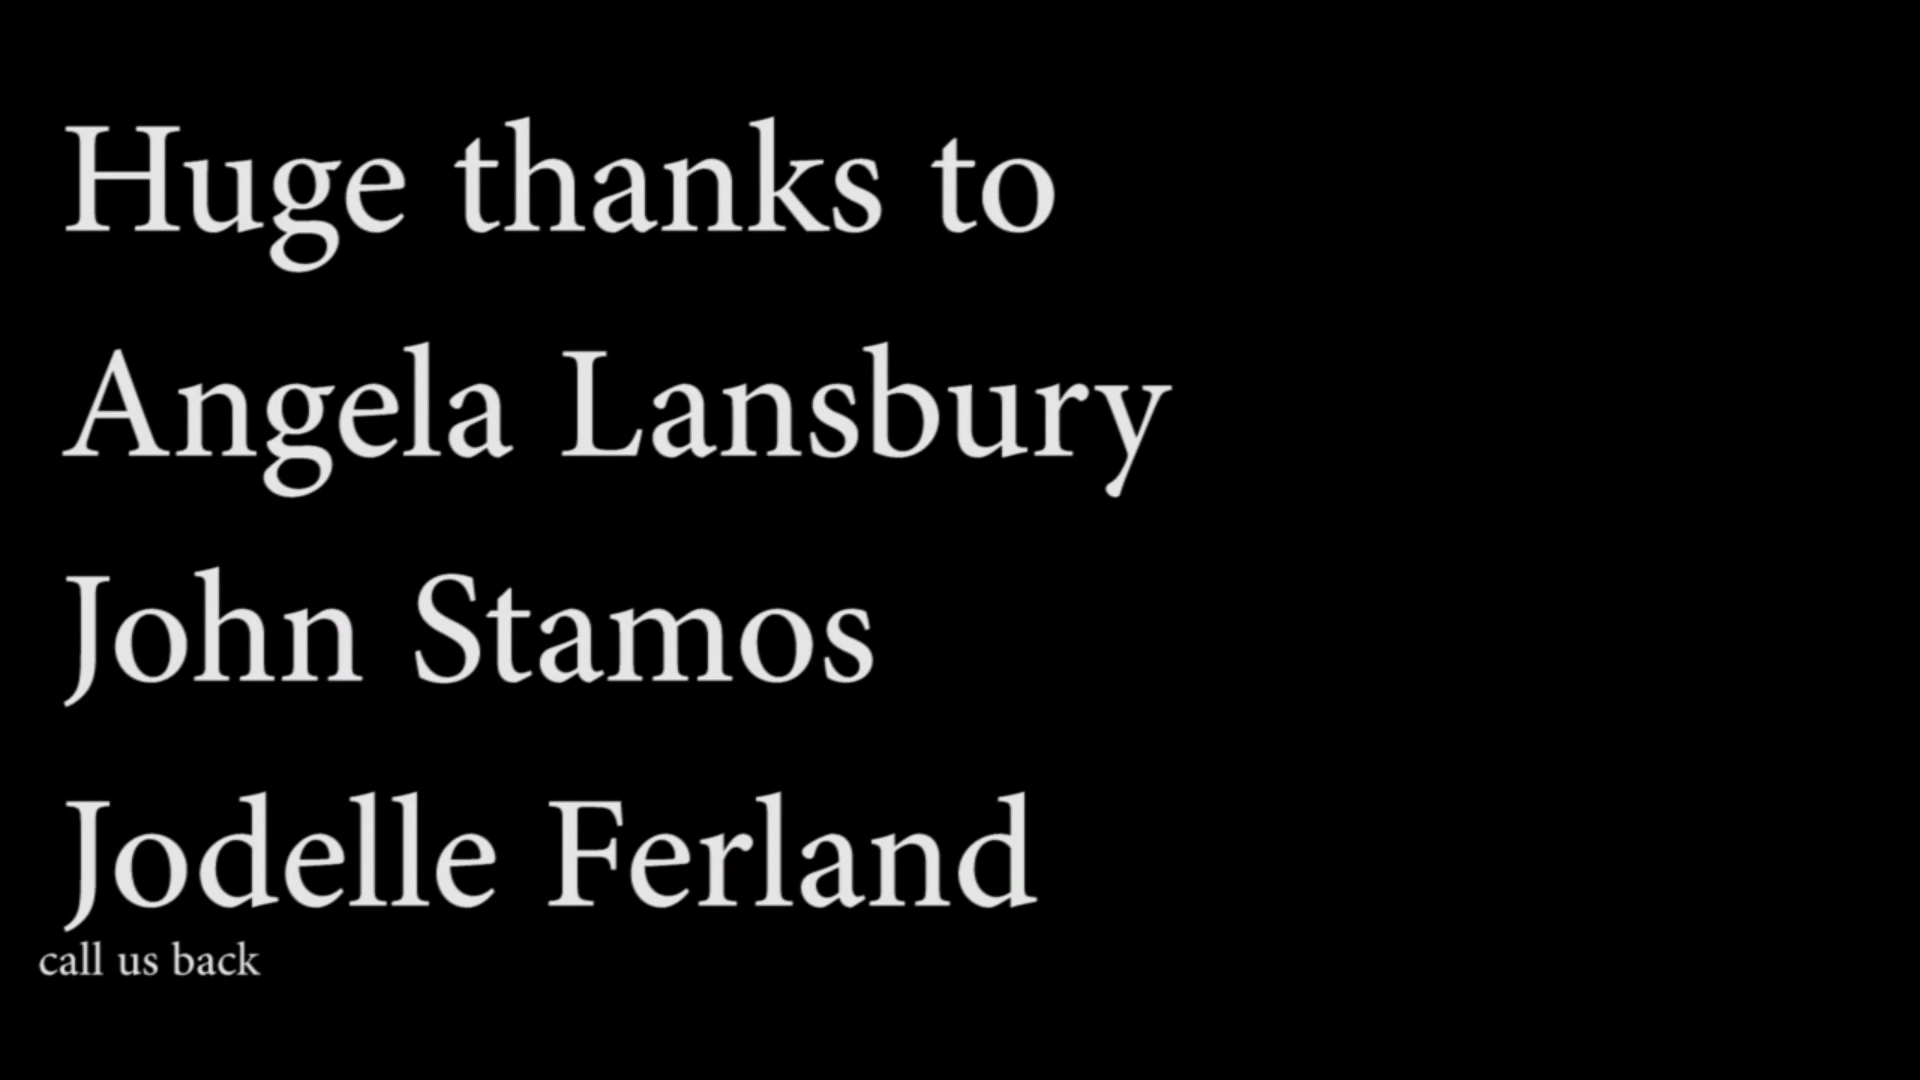 Huge thanks to
Angela Lansbury
John Stamos
Jodelle Ferland
call us back